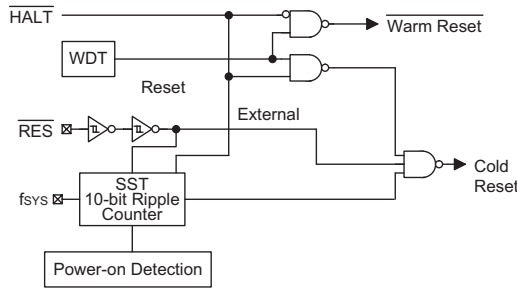 HALT
Warm Reset
WDT
Reset
External
RES
Cold
Reset
SST
10-bit Ripple
Counter
fSYS
Power-on Detection